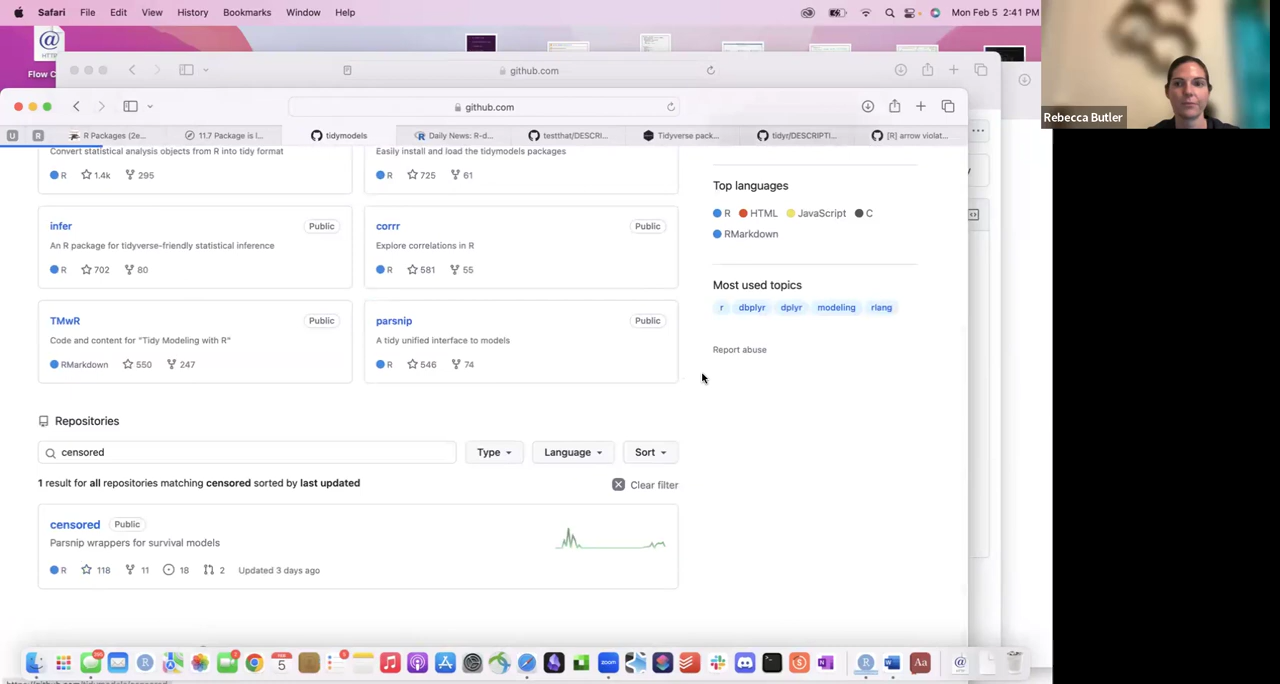 Safari File Edit View History Bookmarks Window Help Mon Feb 5 2:41 PM
HTTP
Flow C
github.com
github.com
U R R Packages (2e... 11.7 Package is l... tidymodels Daily News: R-d... testthat/DESCRI... Tidyverse pack... tidyr/DESCRIPTI... [R] arrow violat...
Rebecca Butler
Convert statistical analysis objects from R into tidy format
R 1.4k 295
Easily install and load the tidymodels packages
R 725 61
infer Public
An R package for tidyverse-friendly statistical inference
R 702 80
corrr Public
Explore correlations in R
R 581 55
TMwR Public
Code and content for "Tidy Modeling with R"
RMarkdown 550 247
parsnip Public
A tidy unified interface to models
R 546 74
Top languages
R HTML JavaScript C
RMarkdown
Most used topics
r dbplyr dplyr modeling rlang
Report abuse
Repositories
censored Type Language Sort
1 result for all repositories matching censored sorted by last updated Clear filter
censored Public
Parsnip wrappers for survival models
R 118 11 18 2 Updated 3 days ago